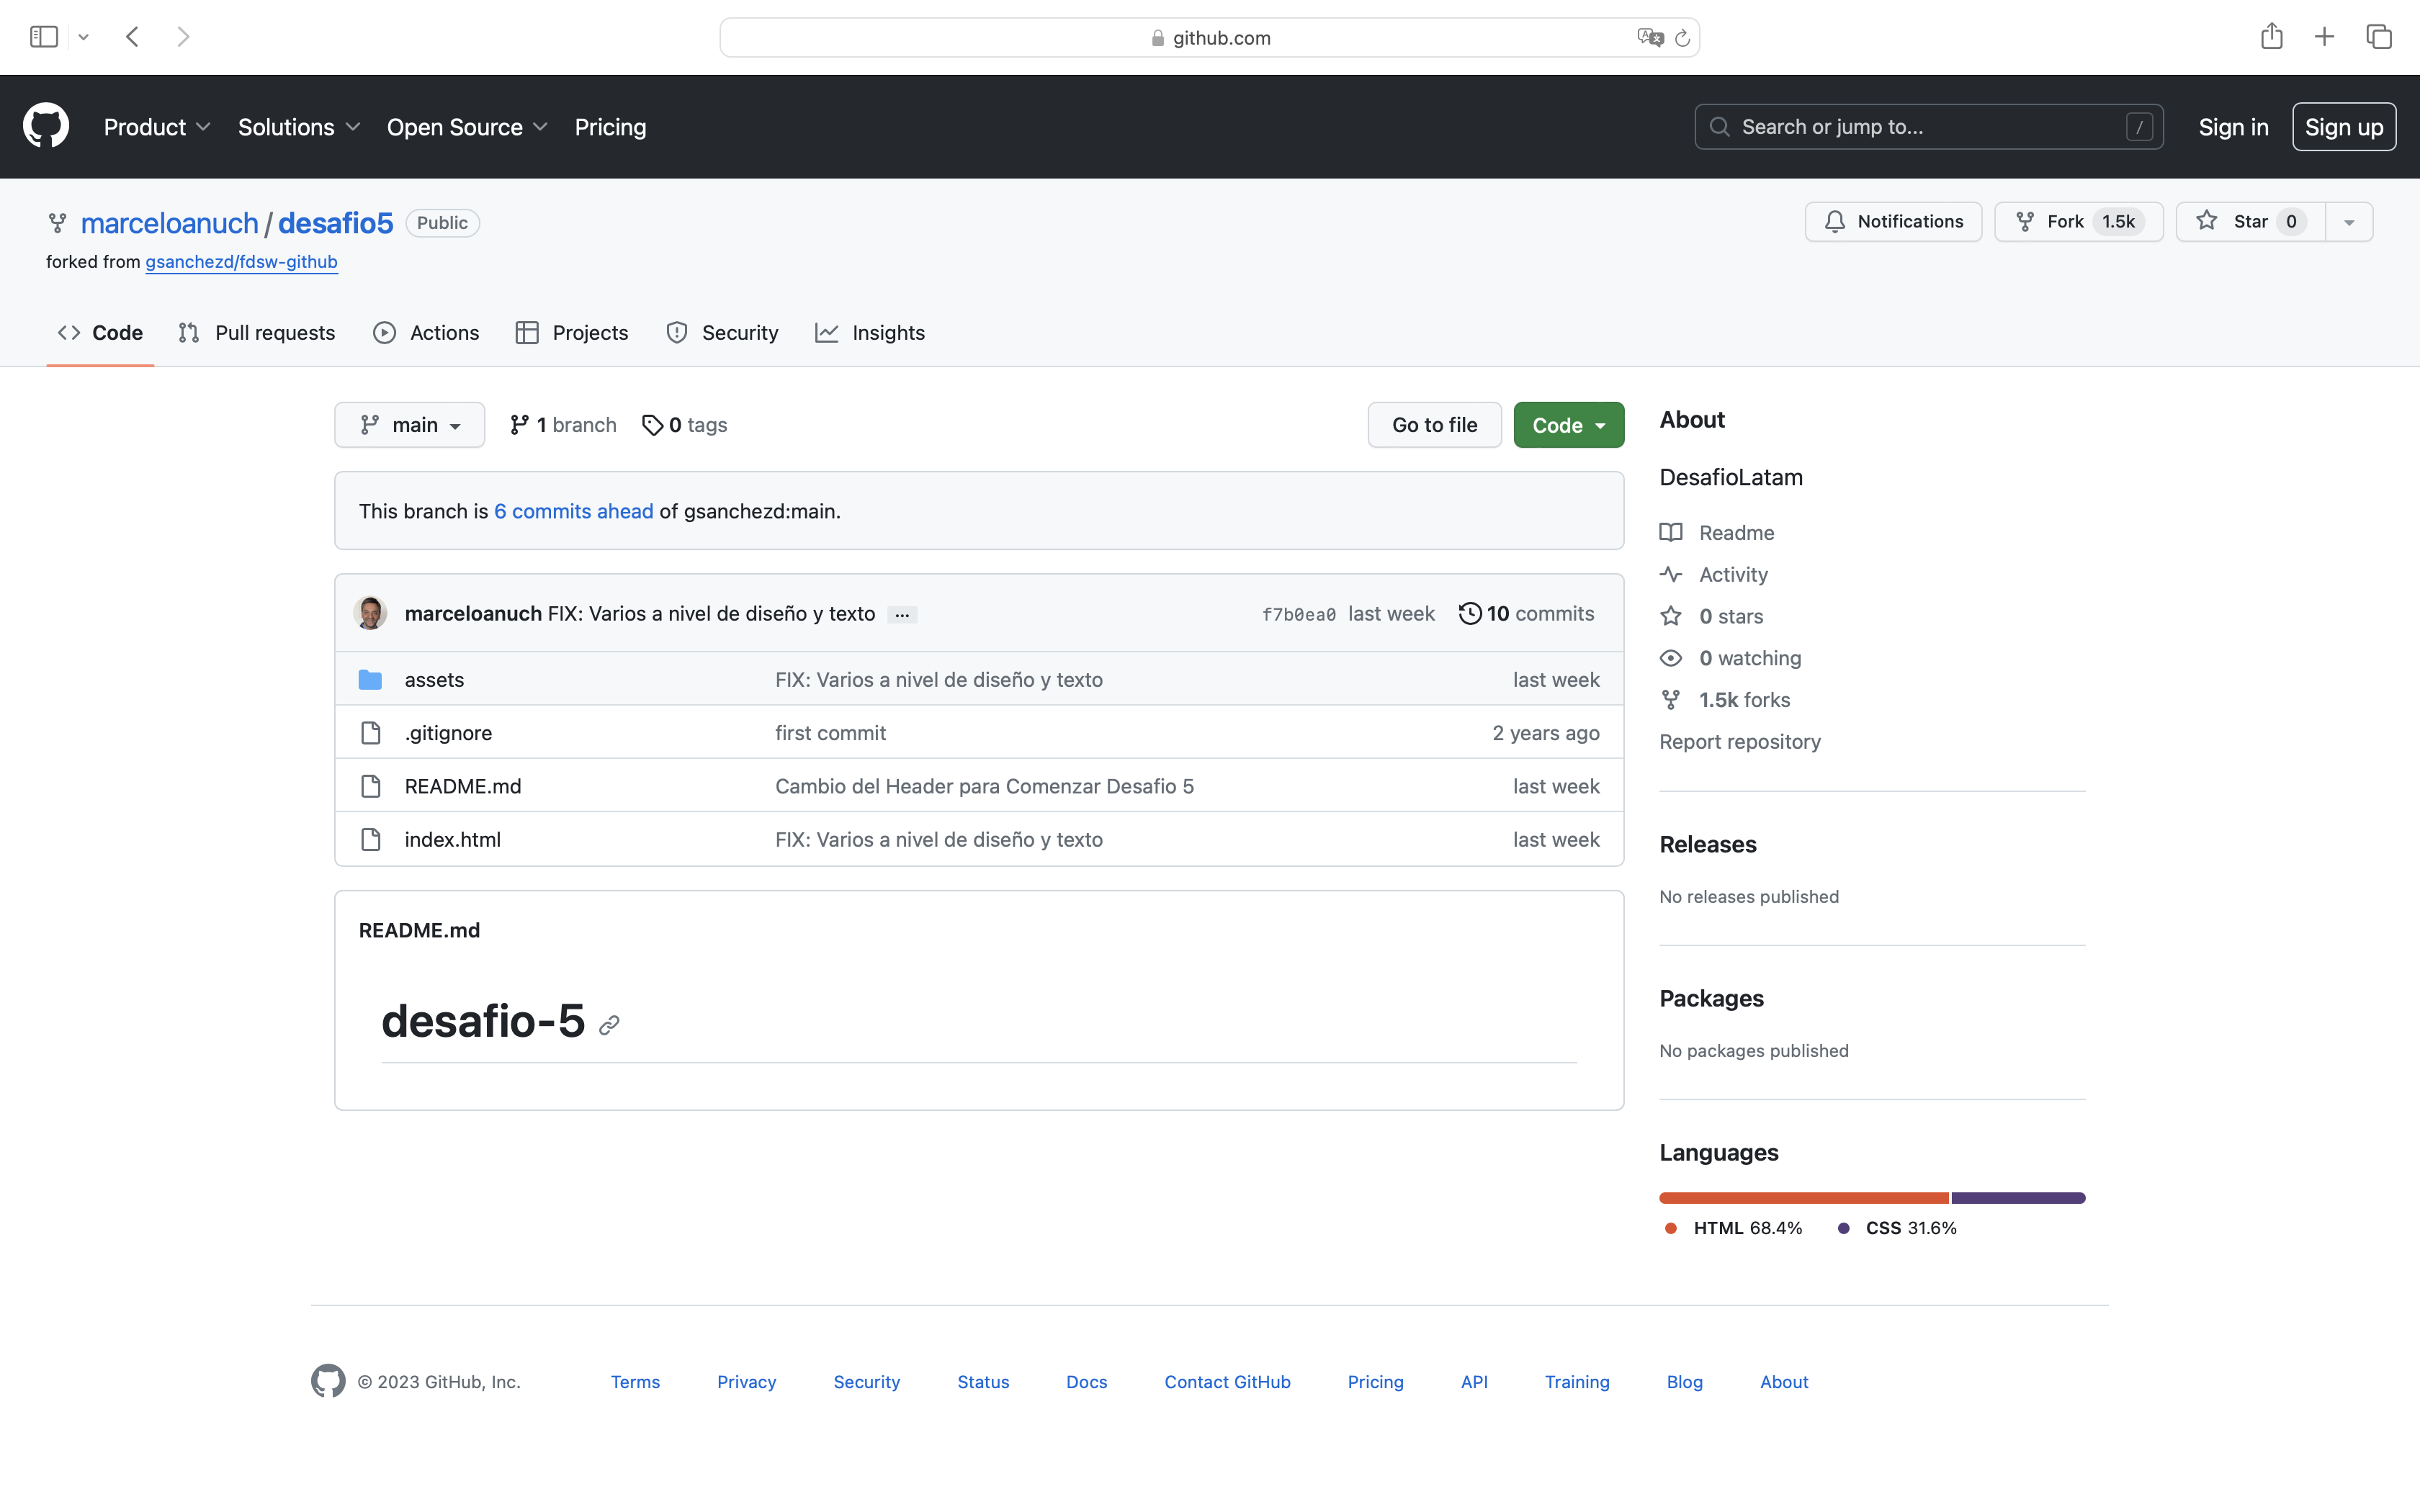 github.com
Product
Solutions
Open Source
Pricing
Search or jump to...
/
Sign in
Sign up
marceloanuch / desafio5
Public
Notifications
Fork 1.5k
Star 0
forked from gsanchezd/fdsw-github
Code
Pull requests
Actions
Projects
Security
Insights
main
1 branch
0 tags
Go to file
Code
This branch is 6 commits ahead of gsanchezd:main.
marceloanuch FIX: Varios a nivel de diseño y texto ...
f7b0ea0 last week
10 commits
assets FIX: Varios a nivel de diseño y texto last week
.gitignore first commit 2 years ago
README.md Cambio del Header para Comenzar Desafio 5 last week
index.html FIX: Varios a nivel de diseño y texto last week
README.md
desafio-5
About
DesafioLatam
Readme
Activity
0 stars
0 watching
1.5k forks
Report repository
Releases
No releases published
Packages
No packages published
Languages
HTML 68.4%
CSS 31.6%
© 2023 GitHub, Inc.
Terms
Privacy
Security
Status
Docs
Contact GitHub
Pricing
API
Training
Blog
About